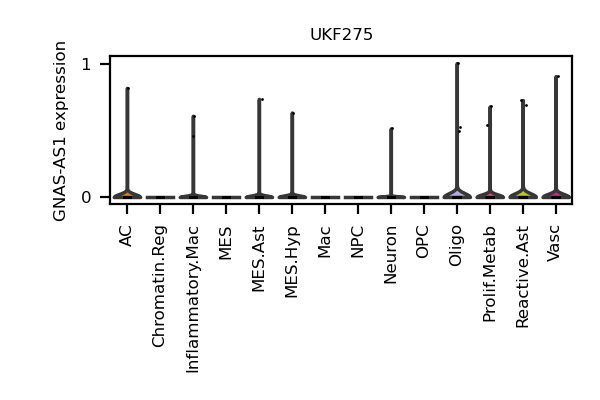 UKF275
GNAS-AS1 expression
1
0
AC
Chromatin.Reg
Inflammatory.Mac
MES
MES.Ast
MES.Hyp
Mac
NPC
Neuron
OPC
Oligo
Prolif.Metab
Reactive.Ast
Vasc